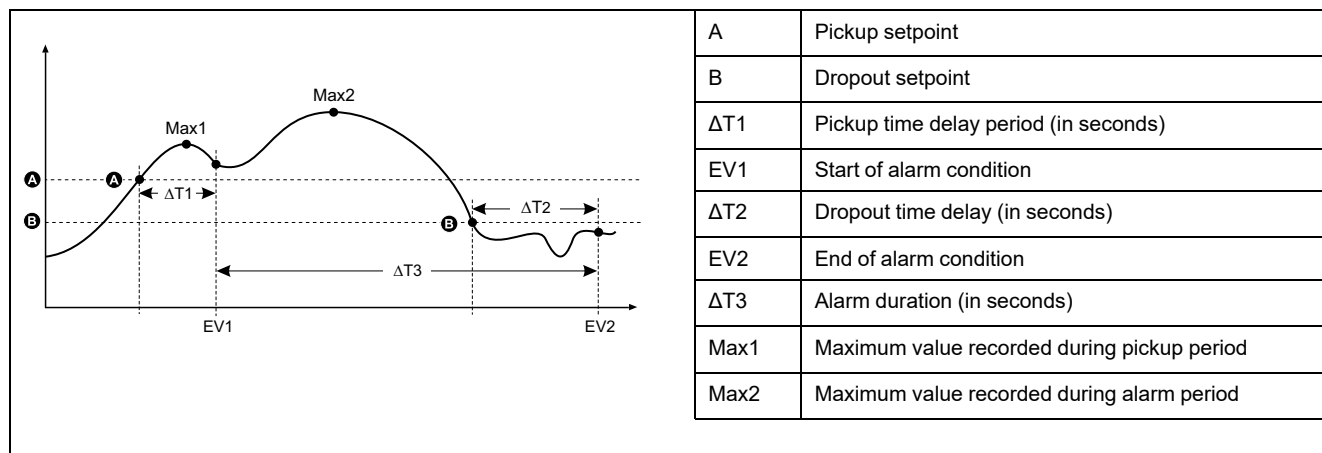 Max2
Max1
A
A
ΔT1
B
B
ΔT2
ΔT3
EV1
EV2
A Pickup setpoint
B Dropout setpoint
ΔT1 Pickup time delay period (in seconds)
EV1 Start of alarm condition
ΔT2 Dropout time delay (in seconds)
EV2 End of alarm condition
ΔT3 Alarm duration (in seconds)
Max1 Maximum value recorded during pickup period
Max2 Maximum value recorded during alarm period